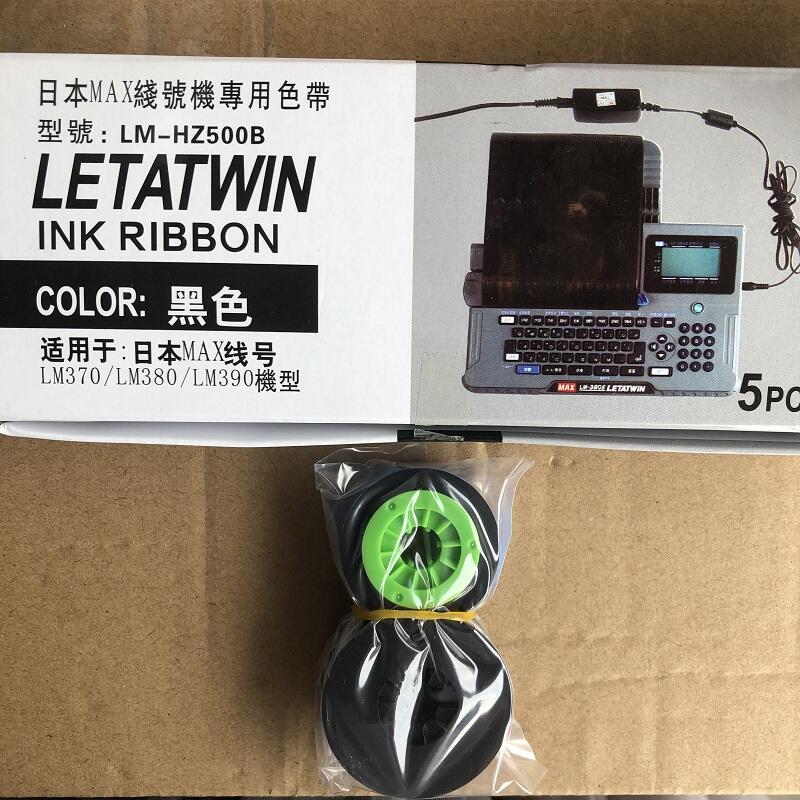 日本MAX綫號機專用色帶
型號：LM-HZ500B
LETATWIN
INK RIBBON
COLOR: 黑色
适用于:日本MAX线号
LM370/LM380/LM390機型
MAX LM-380E LETATWIN
5PC